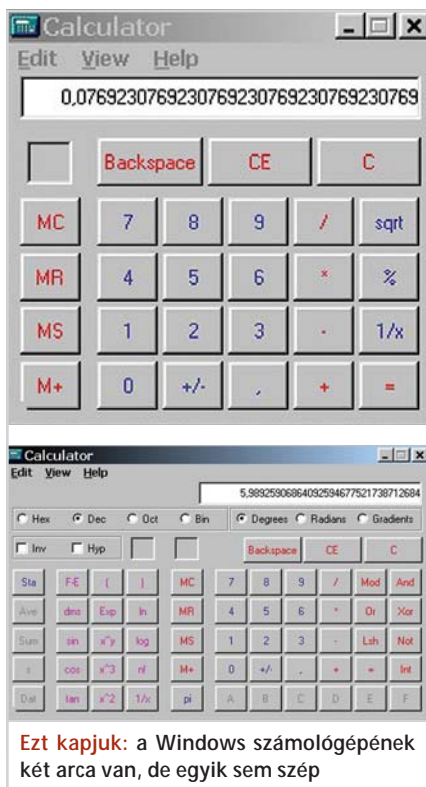 Calculator
Edit View Help
0,076923076923076923076923076923076923
Backspace CE C
MC 7 8 9 / sqrt
MR 4 5 6 * %
MS 1 2 3 - 1/x
M+ 0 +/- , + =
Calculator
Edit View Help
5,9892590686409259467752173871 2684
Hex Dec Oct Bin Degrees Radians Gradients
Inv Hyp Backspace CE C
Sta F-E ( ) MC 7 8 9 / Mod And
Ave dms Exp ln MR 4 5 6 * Or Xor
Sum sin x^y log MS 1 2 3 - Lsh Not
s cos x^3 n! M+ 0 +/- , + = Int
Dat tan x^2 1/x pi A B C D E F
Ezt kapjuk: a Windows számológépének
két arca van, de egyik sem szép